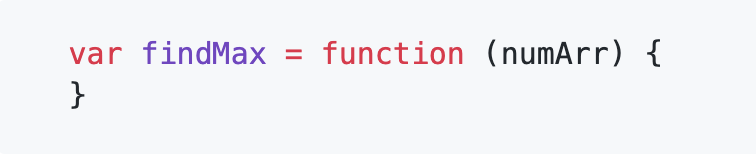 var findMax = function (numArr) {
}